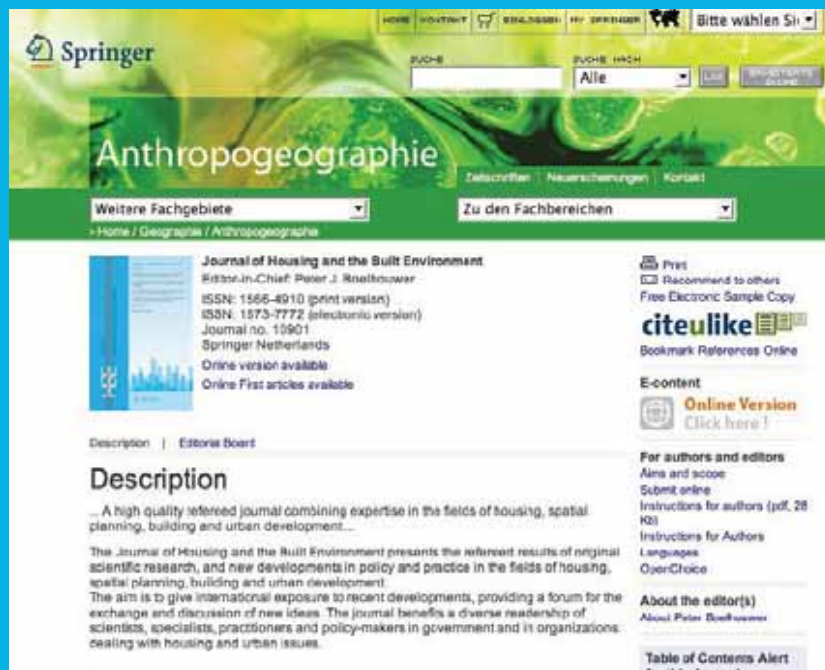 HOME KONTAKT EINLOGGEN MY SPRINGER Bitte wählen Si
Springer
SUCHE SUCHE NACH
Alle ERWEITERTE SUCHE
Anthropogeographie
Zeitschriften Neuerscheinungen Kontakt
Weitere Fachgebiete Zu den Fachbereichen
> Home / Geographie / Anthropogeographie
Journal of Housing and the Built Environment
Editor-in-Chief: Peter J. Boelhouwer
ISSN: 1566-4910 (print version)
ISSN: 1573-7772 (electronic version)
Journal no. 10901
Springer Netherlands
Online version available
Online First articles available
Description | Editorial Board
Description
... A high quality refereed journal combining expertise in the fields of housing, spatial
planning, building and urban development...
The Journal of Housing and the Built Environment presents the refereed results of original
scientific research, and new developments in policy and practice in the fields of housing,
spatial planning, building and urban development.
The aim is to give international exposure to recent developments, providing a forum for the
exchange and discussion of new ideas. The journal benefits a diverse readership of
scientists, specialists, practitioners and policy-makers in government and in organizations
dealing with housing and urban issues.
Print
Recommend to others
Free Electronic Sample Copy
citeulike
Bookmark References Online
E-content
Online Version
Click here !
For authors and editors
Aims and scope
Submit online
Instructions for authors (pdf, 28
Kb)
Instructions for Authors
Languages
OpenChoice
About the editor(s)
About Peter Boelhouwer
Table of Contents Alert